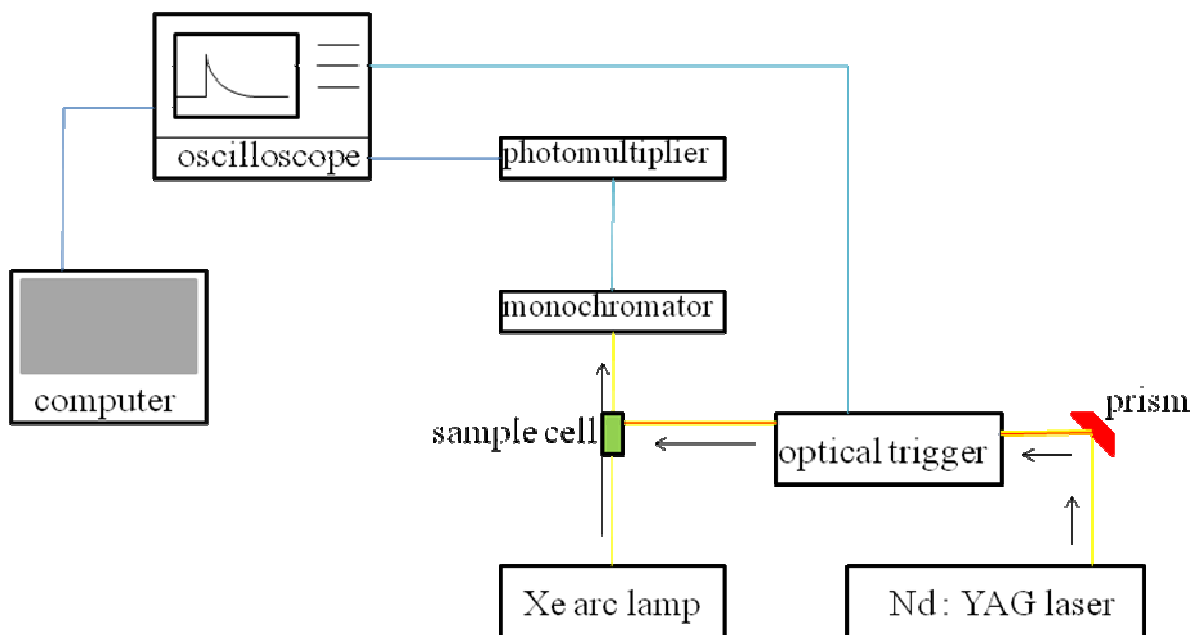 oscilloscope
photomultiplier
monochromator
computer
prism
sample cell
optical trigger
Xe arc lamp
Nd: YAG laser